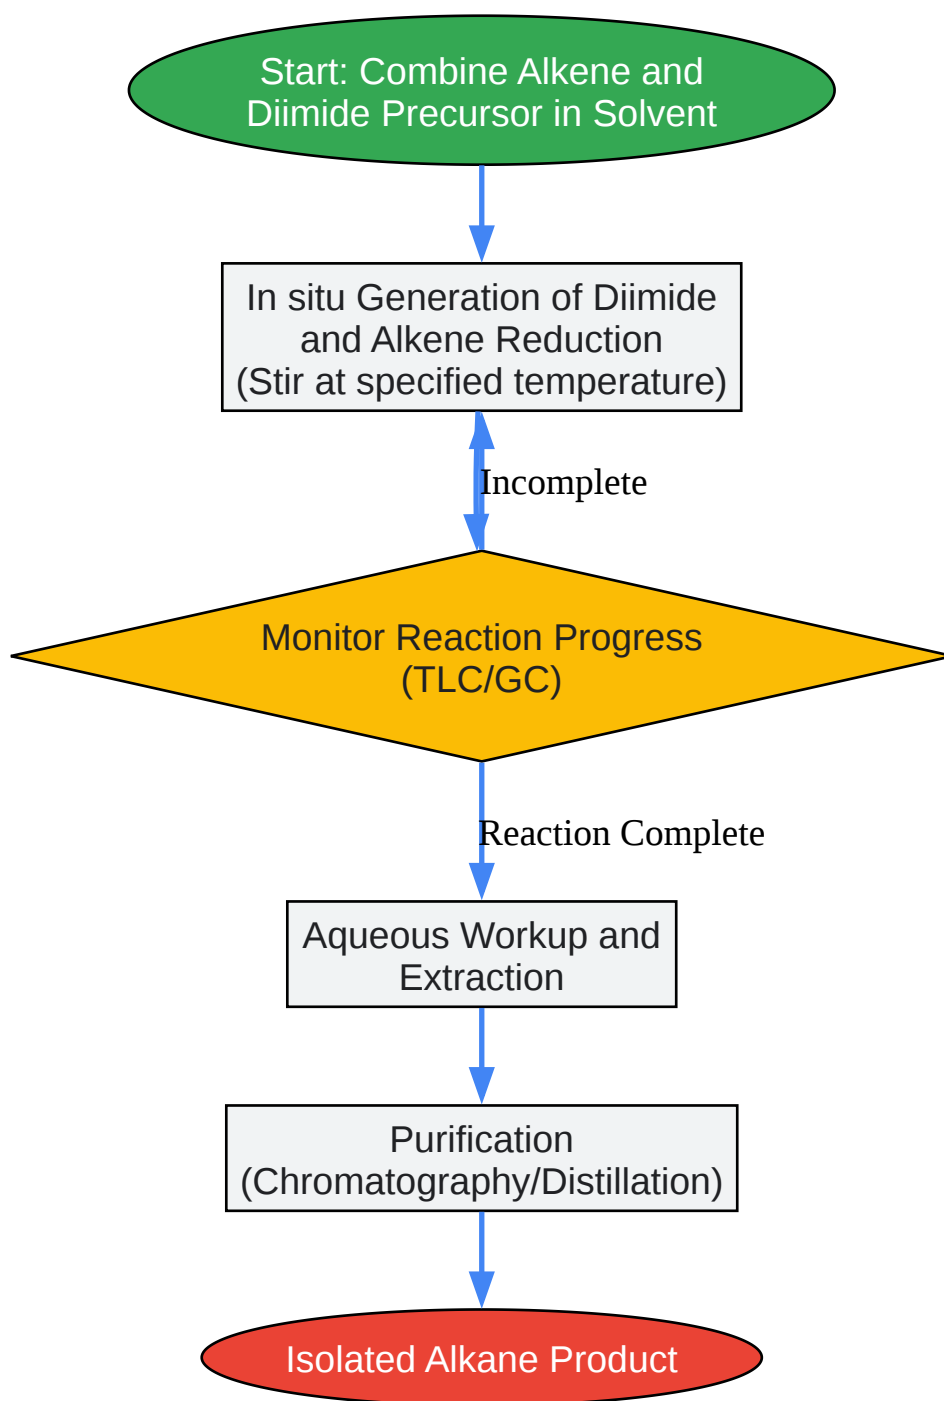 Start: Combine Alkene and
Diimide Precursor in Solvent
In situ Generation of Diimide
and Alkene Reduction
(Stir at specified temperature)
Incomplete
Monitor Reaction Progress
(TLC/GC)
Reaction Complete
Aqueous Workup and
Extraction
Purification
(Chromatography/Distillation)
Isolated Alkane Product